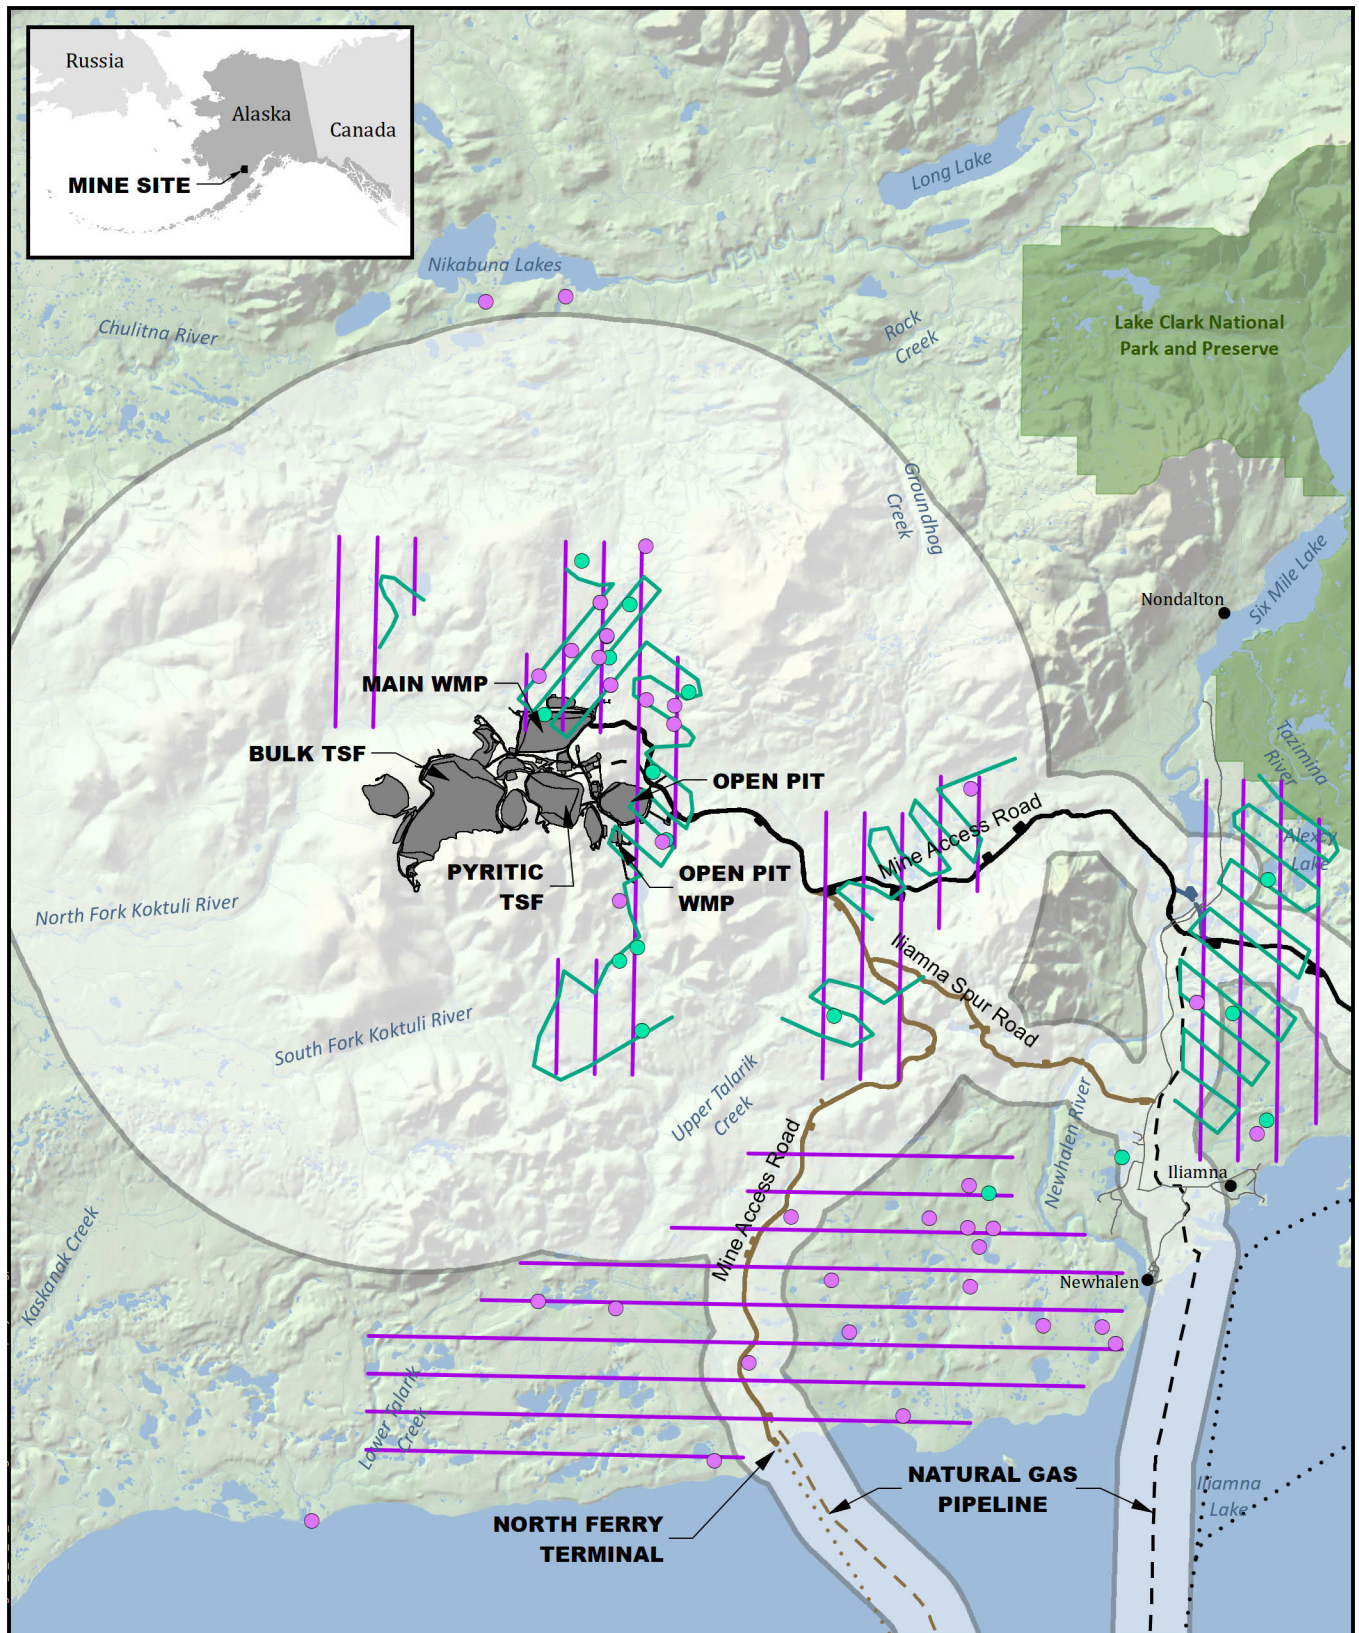 Russia
Alaska
Canada
MINE SITE
Long Lake
Nikabuna Lakes
Chulitna River
Rock
Creek
Lake Clark National
Park and Preserve
Groundhog
Creek
Six Mile Lake
Nondalton
MAIN WMP
BULK TSF
OPEN PIT
Tazimina
River
Mine Access Road
Alexcy
Lake
PYRITIC
TSF
OPEN PIT
WMP
North Fork Koktuli River
Iliamna Spur Road
South Fork Koktuli River
Upper Talarik
Creek
Newhalen River
Mine Access Road
Iliamna
Kaskanak Creek
Newhalen
Lower Talarik
Creek
NATURAL GAS
PIPELINE
Iliamna
Lake
NORTH FERRY
TERMINAL